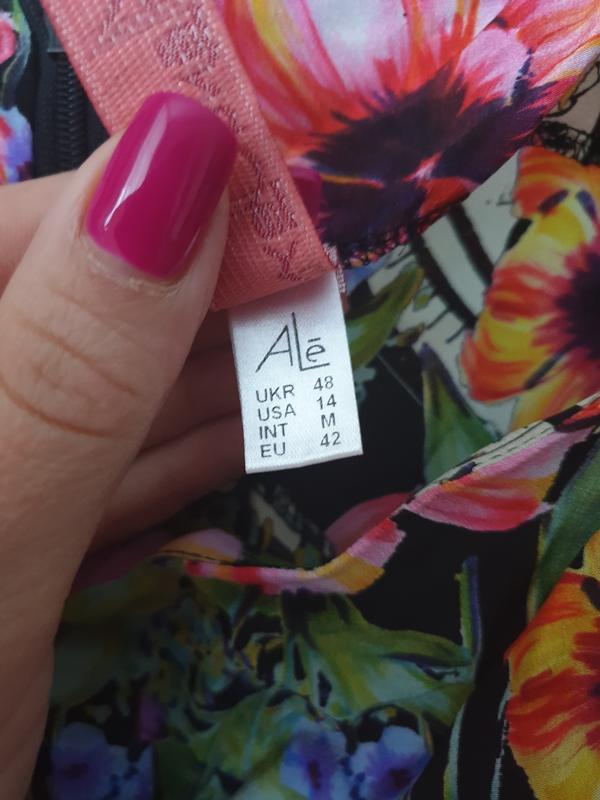 ALē
UKR 48
USA 14
INT M
EU 42